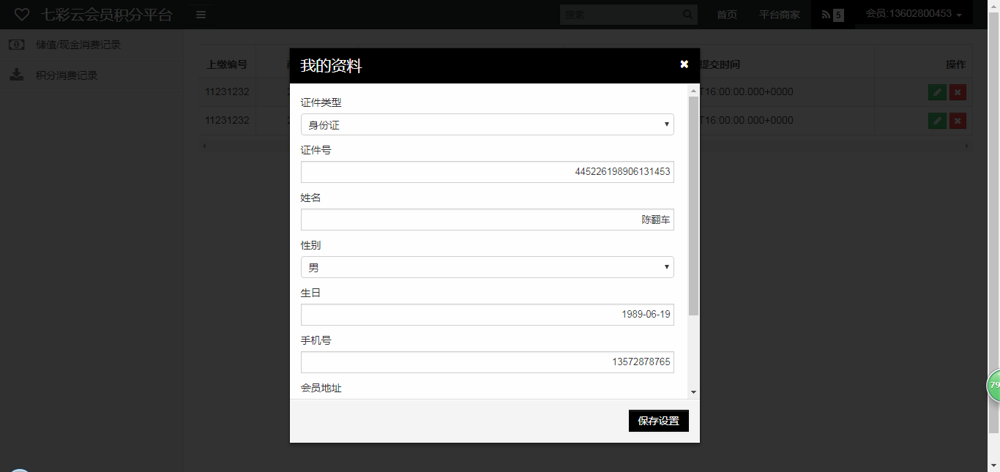 七彩云会员积分平台
搜索
首页
平台商家
5
会员:13602800453
储值/现金消费记录
积分消费记录
上缴编号
提交时间
操作
11231232
T16:00:00.000+0000
11231232
T16:00:00.000+0000
我的资料
证件类型
身份证
证件号
445226198906131453
姓名
陈翻车
性别
男
生日
1989-06-19
手机号
13572878765
会员地址
保存设置
79